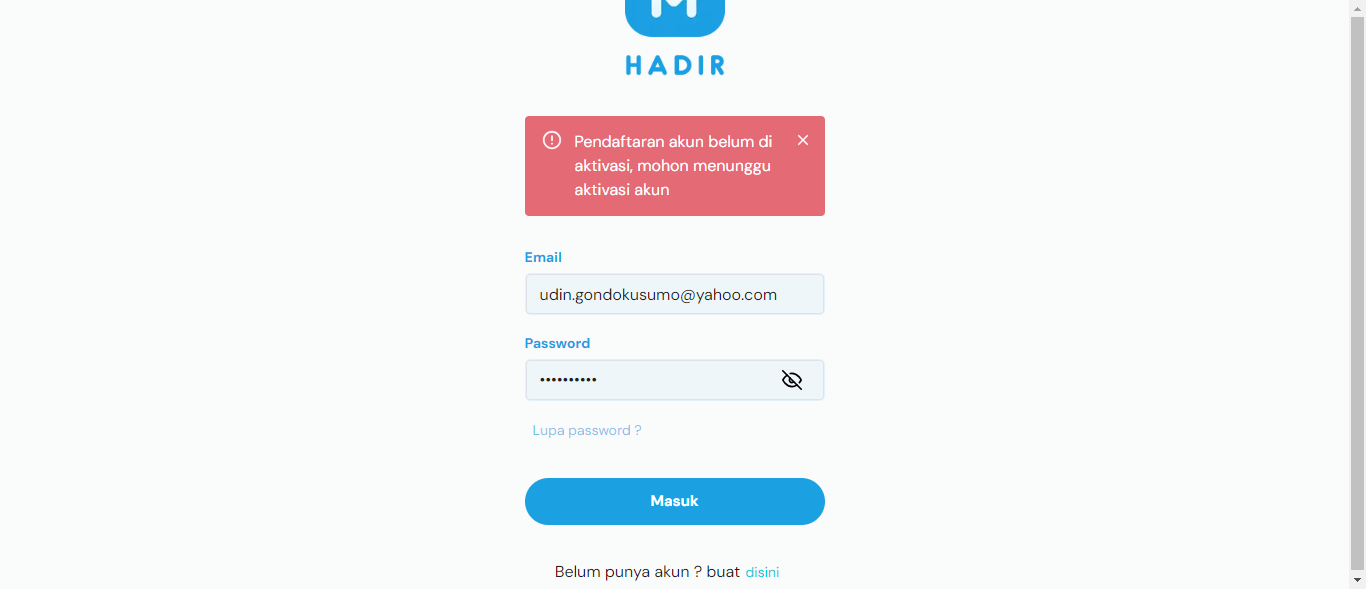 HADIR
Pendaftaran akun belum di
aktivasi, mohon menunggu
aktivasi akun
Email
udin.gondokusumo@yahoo.com
Password
••••••••••
Lupa password ?
Masuk
Belum punya akun ? buat disini